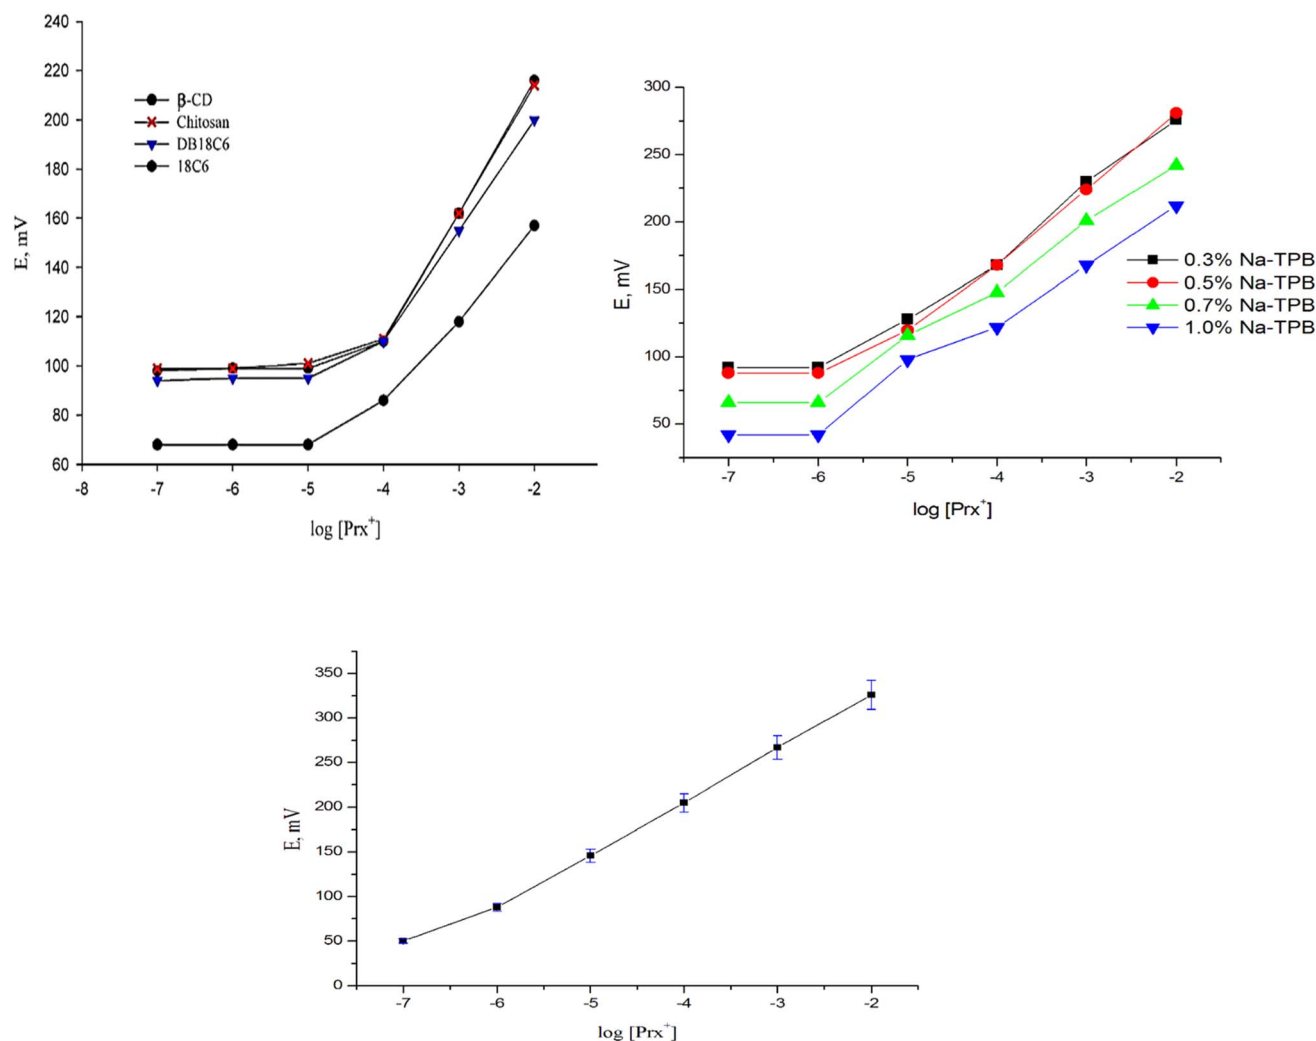 240
220
200
180
160
140
120
100
80
60
E, mV
β-CD
Chitosan
DB18C6
18C6
-8 -7 -6 -5 -4 -3 -2
log [Prx+]
300
250
200
150
100
50
E, mV
0.3% Na-TPB
0.5% Na-TPB
0.7% Na-TPB
1.0% Na-TPB
-7 -6 -5 -4 -3 -2
log [Prx+]
350
300
250
200
150
100
50
0
E, mV
-7 -6 -5 -4 -3 -2
log [Prx+]